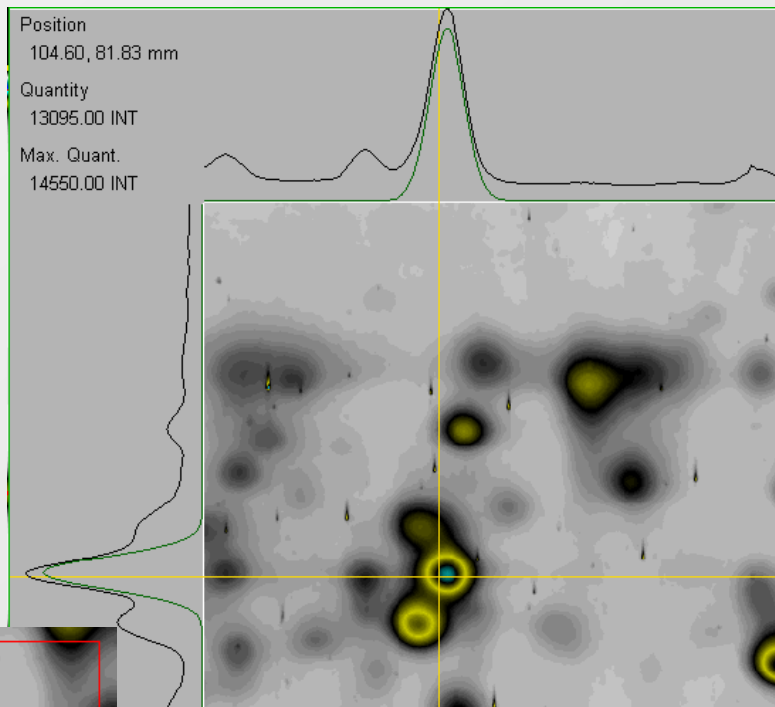 Position
104.60, 81.83 mm
Quantity
13095.00 INT
Max. Quant.
14550.00 INT